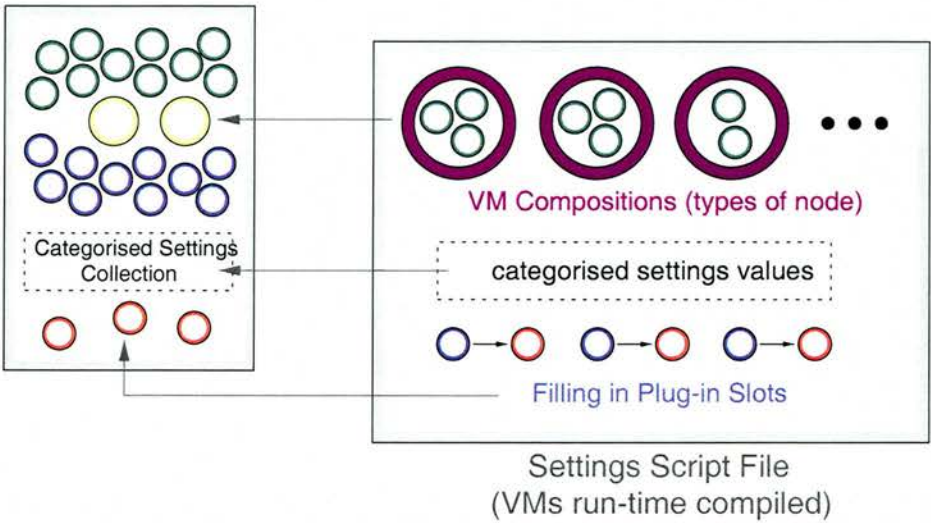 VM Compositions (types of node)
Categorised Settings
Collection
categorised settings values
Filling in Plug-in Slots
Settings Script File
(VMs run-time compiled)